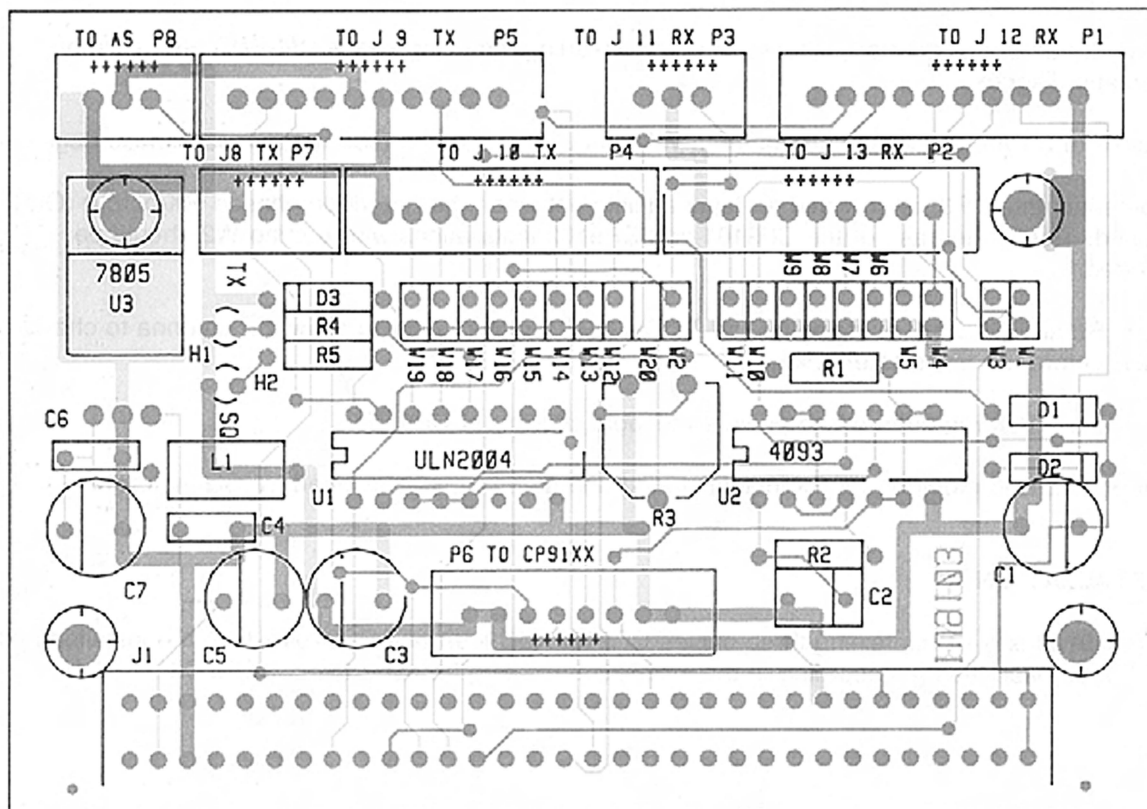 TO AS P8
TO J 9 TX P5
TO J 11 RX P3
TO J 12 RX P1
TO J8 TX P7
TO J 10 TX P4
TO J 13 RX P2
7805
U3
TX
D3
R4
R5
H1
H2
SQ
W19
W18
W17
W16
W15
W14
W13
W12
W20
W2
W11
W10
W9
W8
W7
W6
W5
W4
W3
W1
R1
D1
D2
C6
L1
ULN2004
U1
R3
4093
U2
C4
C7
P6 TO CP91XX
R2
C2
C1
C5
C3
J1